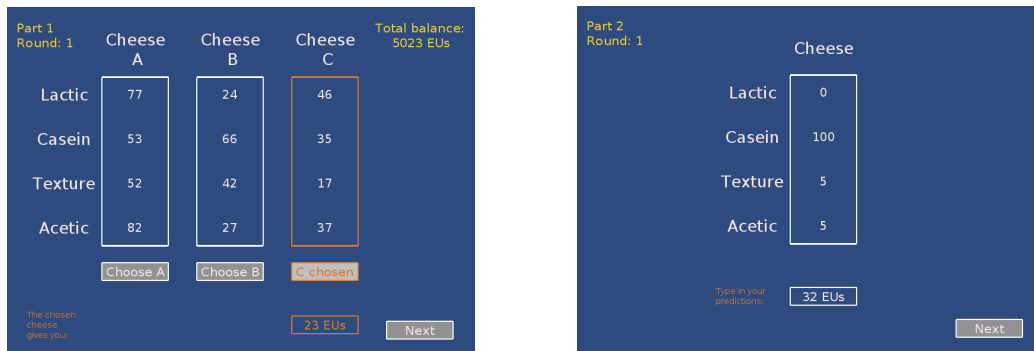 Part 1
Round: 1
Total balance:
5023 EUs
Cheese A
Cheese B
Cheese C
Lactic 77 24 46
Casein 53 66 35
Texture 52 42 17
Acetic 82 27 37
Choose A Choose B C chosen
The chosen
cheese
gives you:
23 EUs
Next
Part 2
Round: 1
Cheese
Lactic 0
Casein 100
Texture 5
Acetic 5
Type in your
predictions:
32 EUs
Next